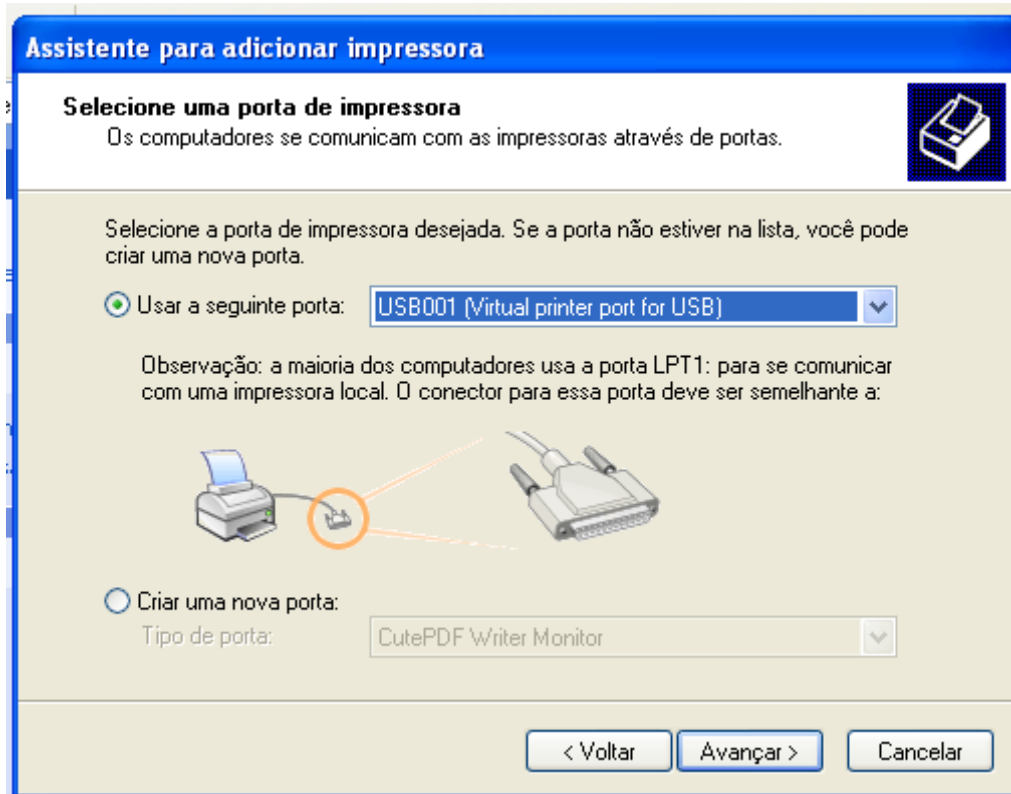 Assistente para adicionar impressora
Selecione uma porta de impressora
Os computadores se comunicam com as impressoras através de portas.
Selecione a porta de impressora desejada. Se a porta não estiver na lista, você pode
criar uma nova porta.
Usar a seguinte porta:
USB001 (Virtual printer port for USB)
Observação: a maioria dos computadores usa a porta LPT1: para se comunicar
com uma impressora local. O conector para essa porta deve ser semelhante a:
Criar uma nova porta:
Tipo de porta:
CutePDF Writer Monitor
< Voltar
Avançar >
Cancelar